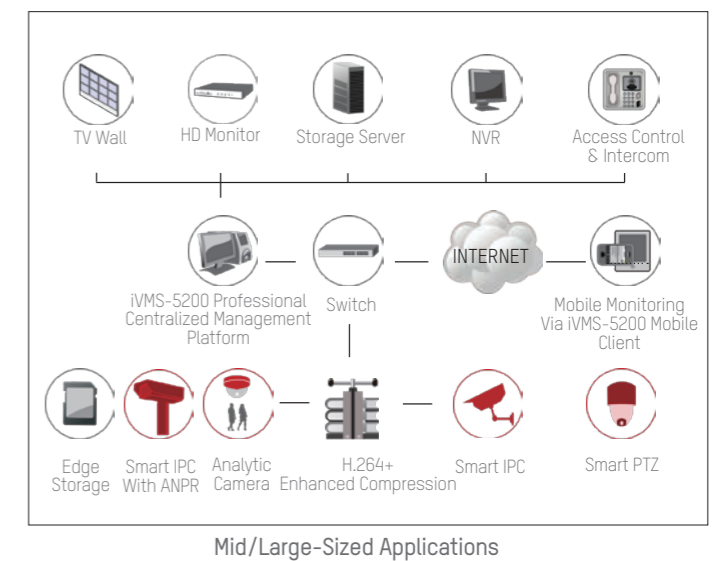 TV Wall
HD Monitor
Storage Server
NVR
Access Control
& Intercom
INTERNET
iVMS-5200 Professional
Centralized Management
Platform
Switch
Mobile Monitoring
Via iVMS-5200 Mobile
Client
Edge
Storage
Smart IPC
With ANPR
Analytic
Camera
H.264+
Enhanced Compression
Smart IPC
Smart PTZ
Mid/Large-Sized Applications